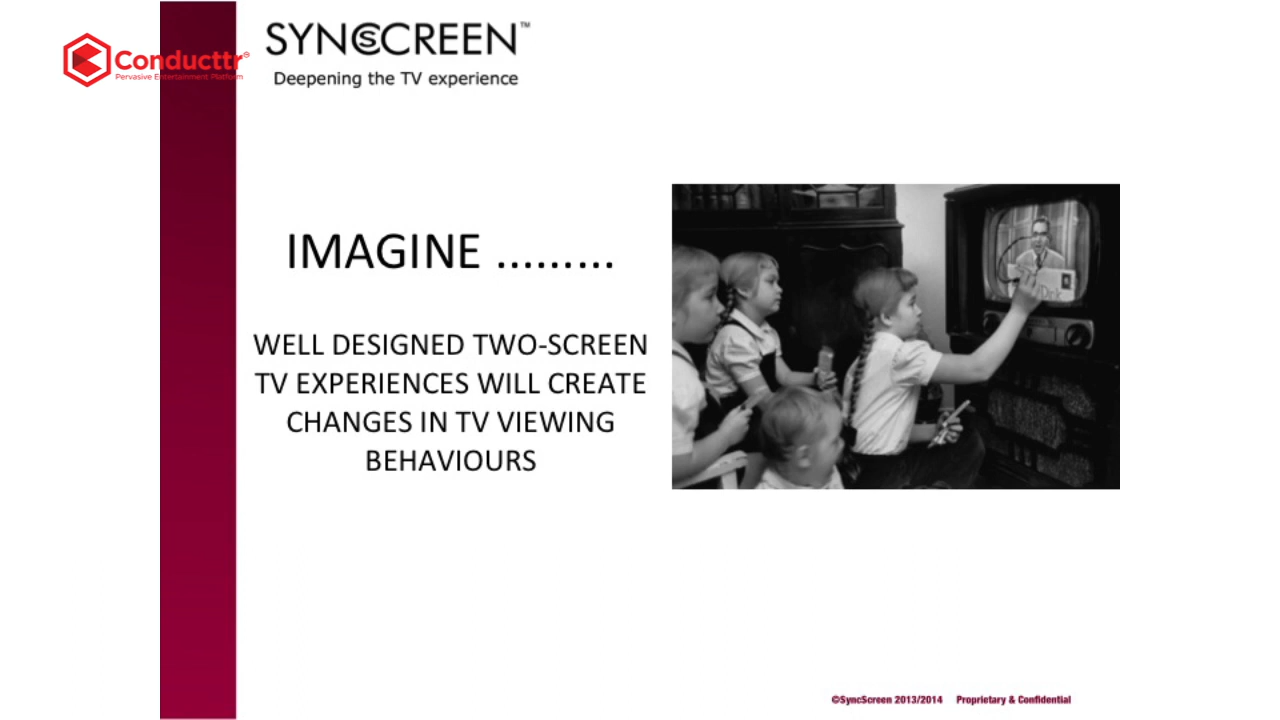 Conducttr®
Pervasive Entertainment Platform
SYNCSCREEN™
Deepening the TV experience
IMAGINE .........
WELL DESIGNED TWO-SCREEN
TV EXPERIENCES WILL CREATE
CHANGES IN TV VIEWING
BEHAVIOURS
©SyncScreen 2013/2014 Proprietary & Confidential